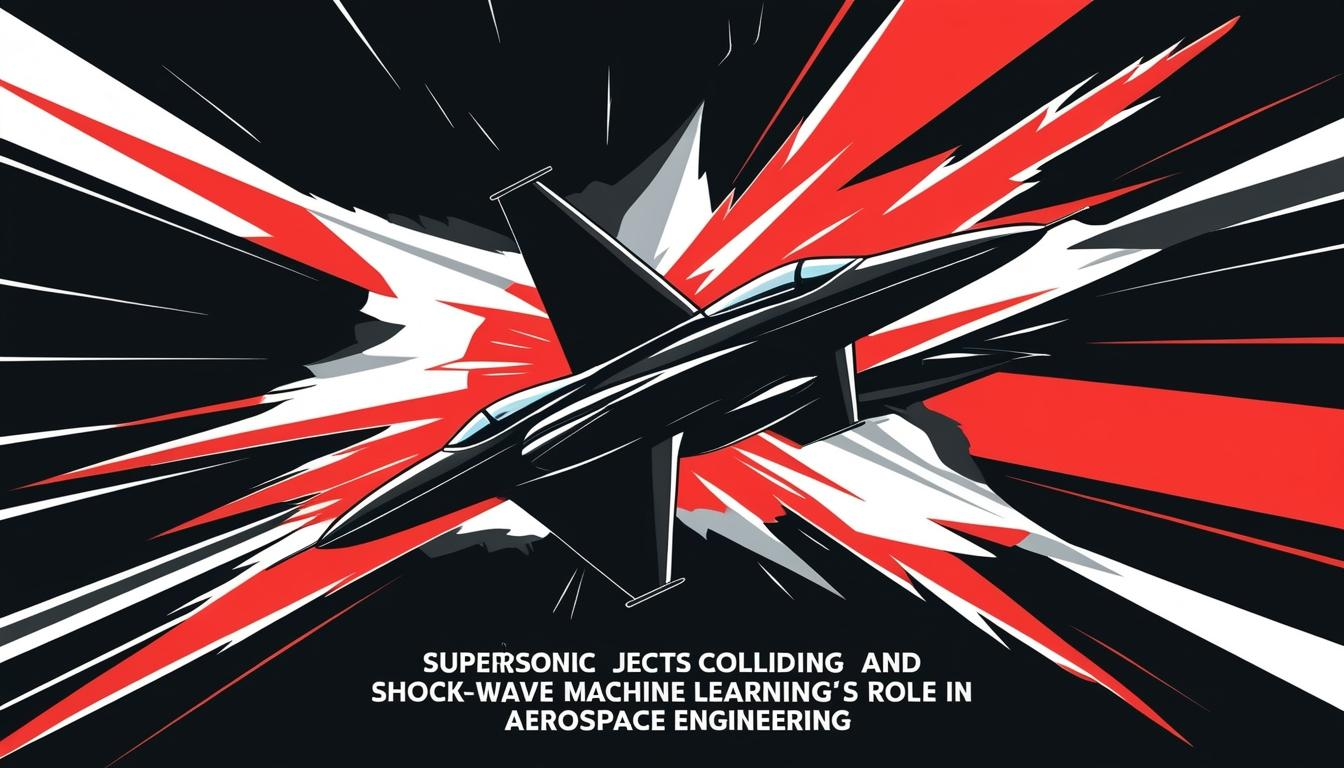 SUPERSONIC JECTS COLLIDING AND
SHOCK-WAVE MACHINE LEARNING'S ROLE IN
AEROSPACE ENGINEERING